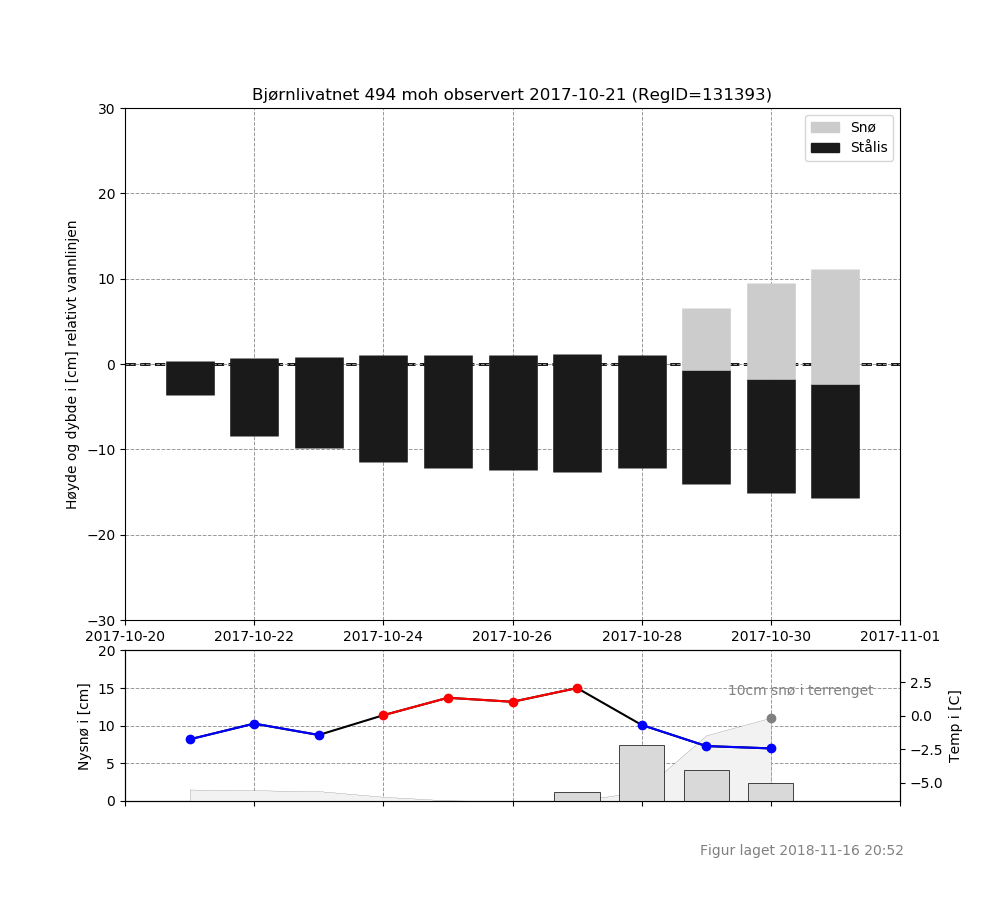 Bjørnlivatnet 494 moh observert 2017-10-21 (RegID=131393)
Snø
Stålis
Høyde og dybde i [cm] relativt vannlinjen
30
20
10
0
−10
−20
−30
2017-10-20 2017-10-22 2017-10-24 2017-10-26 2017-10-28 2017-10-30 2017-11-01
Nysnø i [cm]
20
15
10
5
0
10cm snø i terrenget
2.5
0.0
−2.5
−5.0
Temp i [C]
Figur laget 2018-11-16 20:52